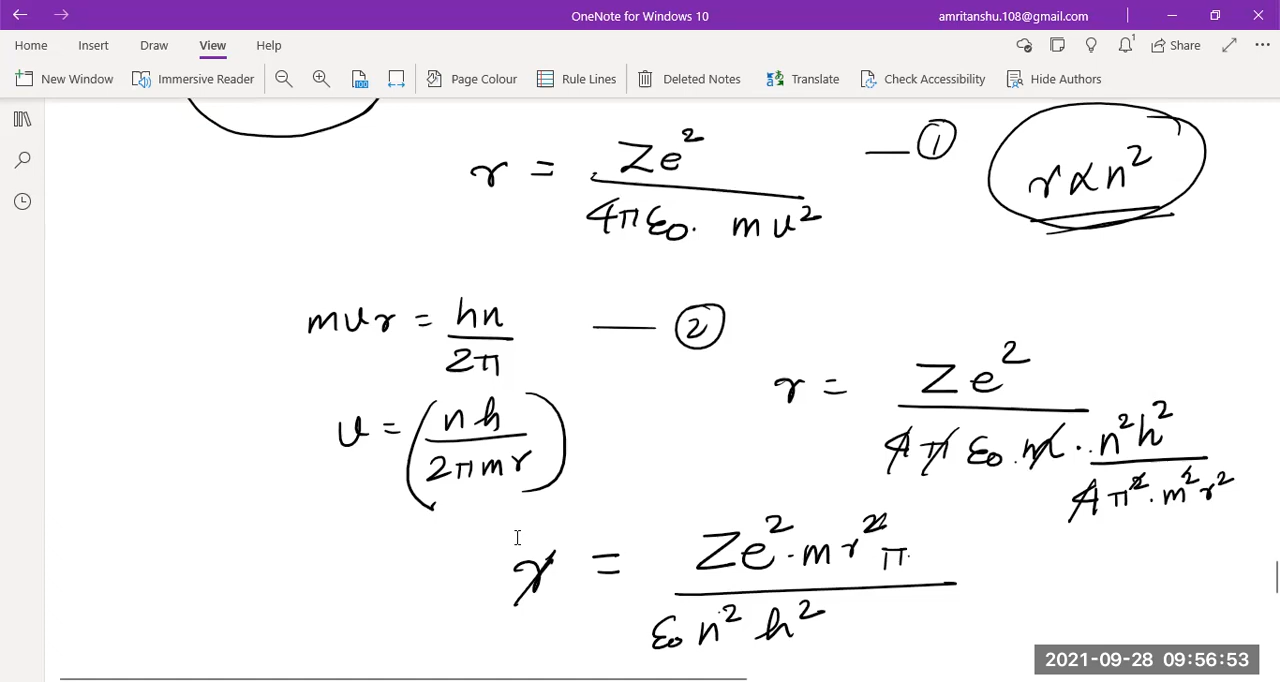 OneNote for Windows 10
amritanshu.108@gmail.com
Home Insert Draw View Help
1 Share
New Window Immersive Reader 100 Page Colour Rule Lines Deleted Notes Translate Check Accessibility Hide Authors
r = Ze² / 4πε₀. mv² — ①
r ∝ n²
mvr = hn / 2π — ②
v = (nh / 2πmr)
r = Ze² / 4πε₀.m . n²h² / 4π².m²r²
r = Ze².mr²π / ε₀n²h²
2021-09-28 09:56:53